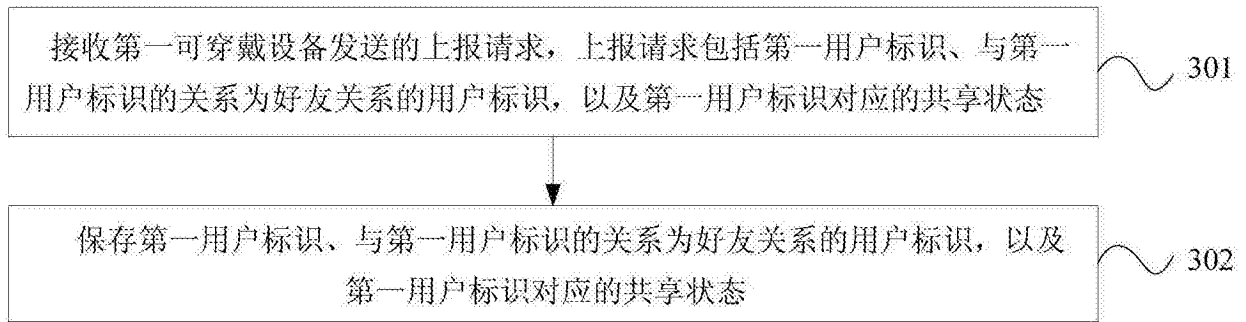 接收第一可穿戴设备发送的上报请求，上报请求包括第一用户标识、与第一
用户标识的关系为好友关系的用户标识，以及第一用户标识对应的共享状态
301
保存第一用户标识、与第一用户标识的关系为好友关系的用户标识，以及
第一用户标识对应的共享状态
302